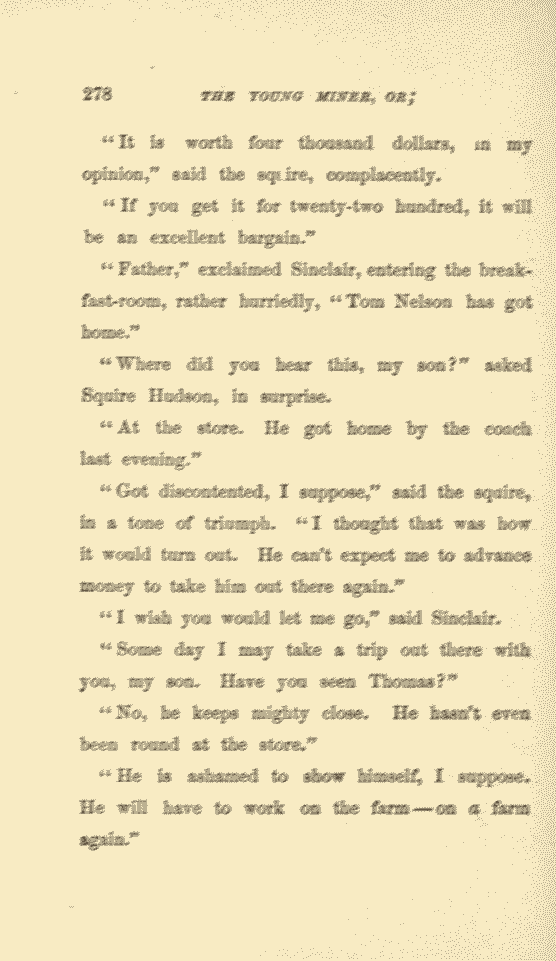 278 THE YOUNG MINER, OR;
“It is worth four thousand dollars, in my
opinion,” said the squire, complacently.
“If you get it for twenty-two hundred, it will
be an excellent bargain.”
“Father,” exclaimed Sinclair, entering the break-
fast-room, rather hurriedly, “Tom Nelson has got
home.”
“Where did you hear this, my son?” asked
Squire Hudson, in surprise.
“At the store. He got home by the coach
last evening.”
“Got discontented, I suppose,” said the squire,
in a tone of triumph. “I thought that was how
it would turn out. He can't expect me to advance
money to take him out there again.”
“I wish you would let me go,” said Sinclair.
“Some day I may take a trip out there with
you, my son. Have you seen Thomas?”
“No, he keeps mighty close. He hasn't even
been round at the store.”
“He is ashamed to show himself, I suppose.
He will have to work on the farm—on a farm
again.”